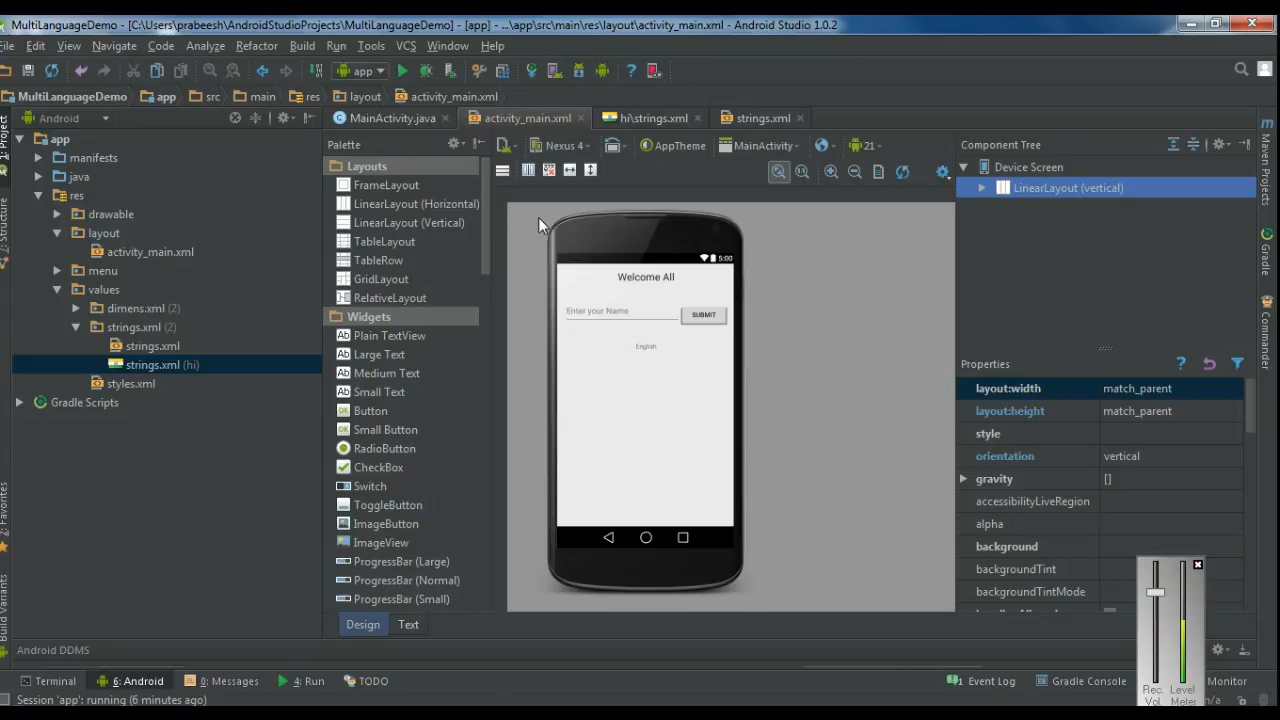 MultiLanguageDemo - [C:\Users\prabeesh\AndroidStudioProjects\MultiLanguageDemo] - [app] - ...\app\src\main\res\layout\activity_main.xml - Android Studio 1.0.2
File Edit View Navigate Code Analyze Refactor Build Run Tools VCS Window Help
app
MultiLanguageDemo app src main res layout activity_main.xml
Android
MainActivity.java activity_main.xml hi\strings.xml strings.xml
1: Project
7: Structure
2: Favorites
Build Variants
app
manifests
java
res
drawable
layout
activity_main.xml
menu
values
dimens.xml (2)
strings.xml (2)
strings.xml
strings.xml (hi)
styles.xml
Gradle Scripts
Palette
Layouts
FrameLayout
LinearLayout (Horizontal)
LinearLayout (Vertical)
TableLayout
TableRow
GridLayout
RelativeLayout
Widgets
Plain TextView
Large Text
Medium Text
Small Text
Button
Small Button
RadioButton
CheckBox
Switch
ToggleButton
ImageButton
ImageView
ProgressBar (Large)
ProgressBar (Normal)
ProgressBar (Small)
Design Text
Nexus 4 AppTheme MainActivity 21
5:00
Welcome All
Enter your Name SUBMIT
English
Component Tree
Device Screen
LinearLayout (vertical)
Properties
layout:width match_parent
layout:height match_parent
style
orientation vertical
gravity []
accessibilityLiveRegion
alpha
background
backgroundTint
backgroundTintMode
Maven Projects
Gradle
Commander
Rec. Level
Vol Meter
Android DDMS
Terminal 6: Android 0: Messages 4: Run TODO
1 Event Log Gradle Console Monitor
Session 'app': running (6 minutes ago)
n/a